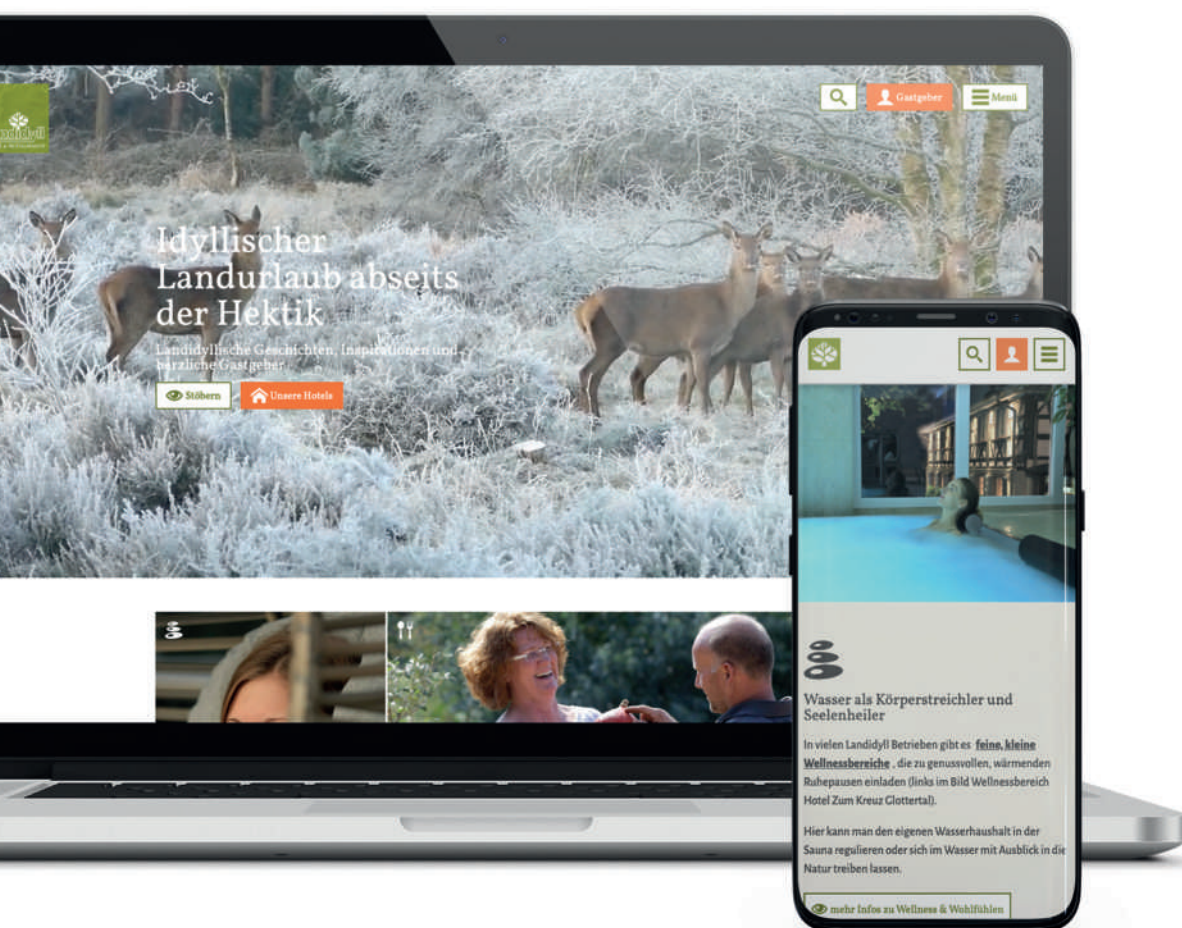 Gastgeber
Menü
Idyllischer
Landurlaub abseits
der Hektik
Landidyllische Geschichten, Inspirationen und
herzliche Gastgeber
Stöbern
Unsere Hotels
Wasser als Körperstreichler und
Seelenheiler
In vielen Landidyll Betrieben gibt es feine, kleine
Wellnessbereiche , die zu genussvollen, wärmenden
Ruhepausen einladen (links im Bild Wellnessbereich
Hotel Zum Kreuz Glottertal).
Hier kann man den eigenen Wasserhaushalt in der
Sauna regulieren oder sich im Wasser mit Ausblick in die
Natur treiben lassen.
mehr Infos zu Wellness & Wohlfühlen